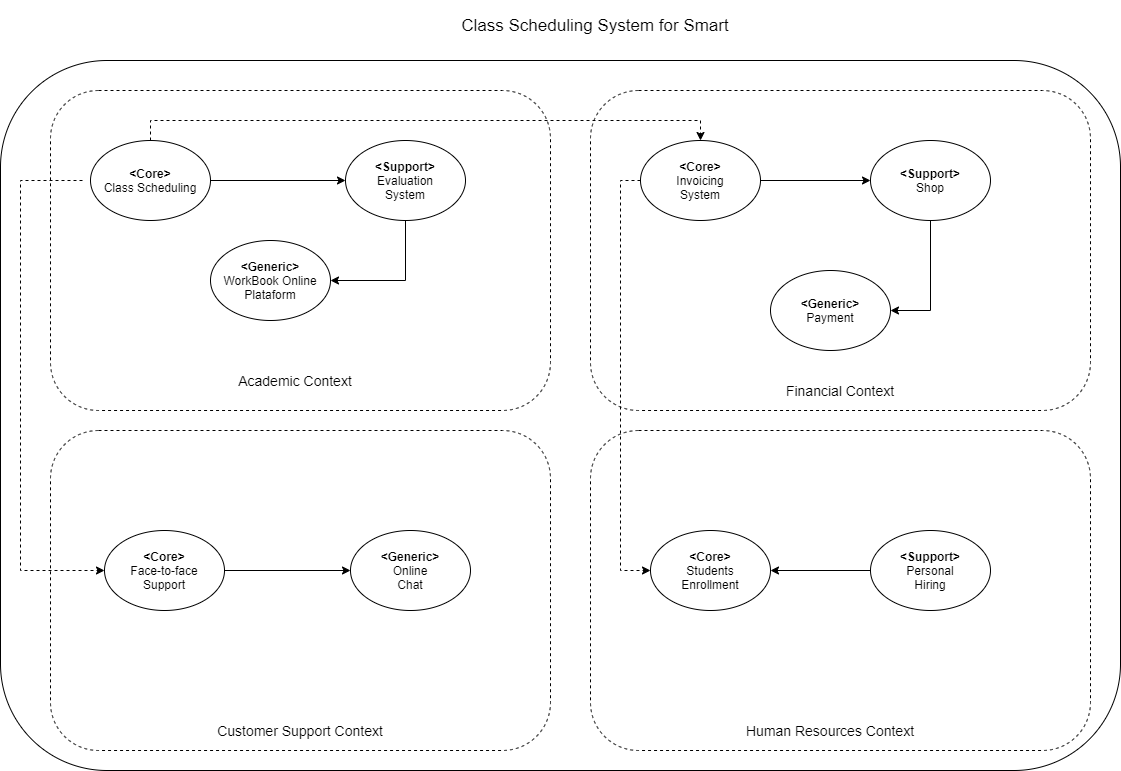 Class Scheduling System for Smart
<Core>
Class Scheduling
<Support>
Evaluation
System
<Generic>
WorkBook Online
Plataform
Academic Context
<Core>
Invoicing
System
<Support>
Shop
<Generic>
Payment
Financial Context
<Core>
Face-to-face
Support
<Generic>
Online
Chat
Customer Support Context
<Core>
Students
Enrollment
<Support>
Personal
Hiring
Human Resources Context